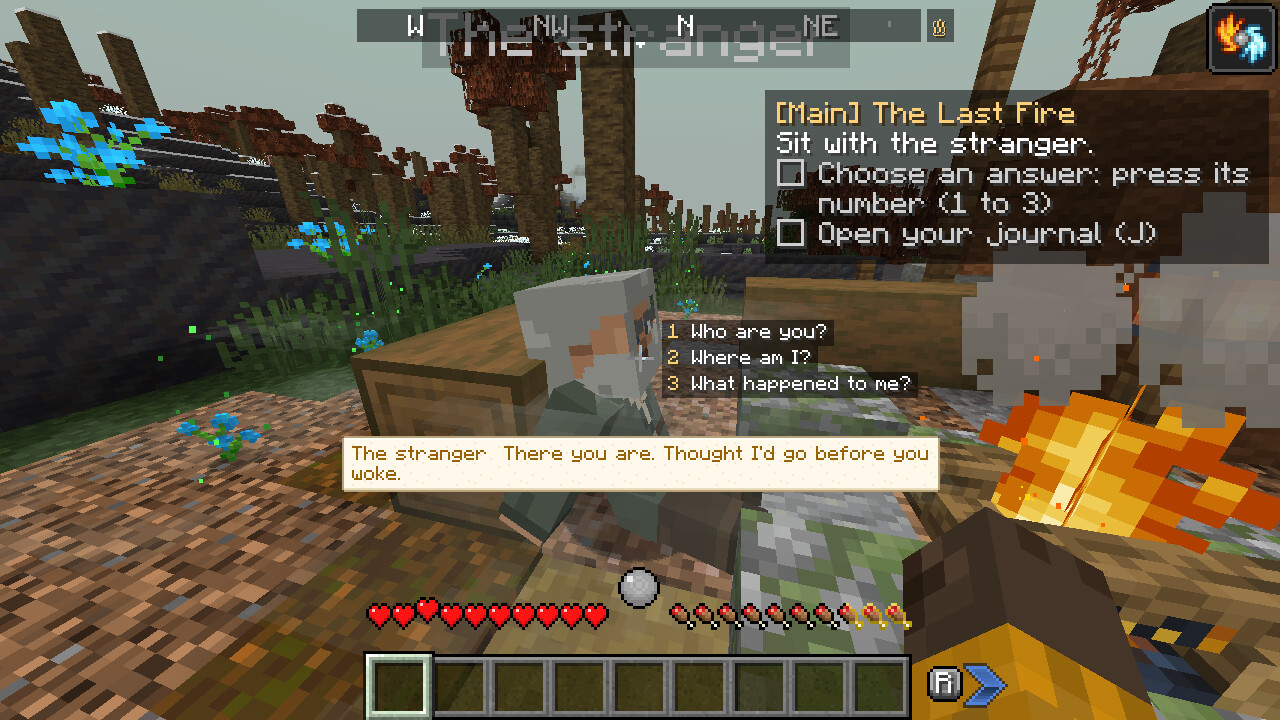 W NW N NE
The stranger
[Main] The Last Fire
Sit with the stranger.
Choose an answer: press its
number (1 to 3)
Open your journal (J)
1 Who are you?
2 Where am I?
3 What happened to me?
The stranger There you are. Thought I'd go before you
woke.
R